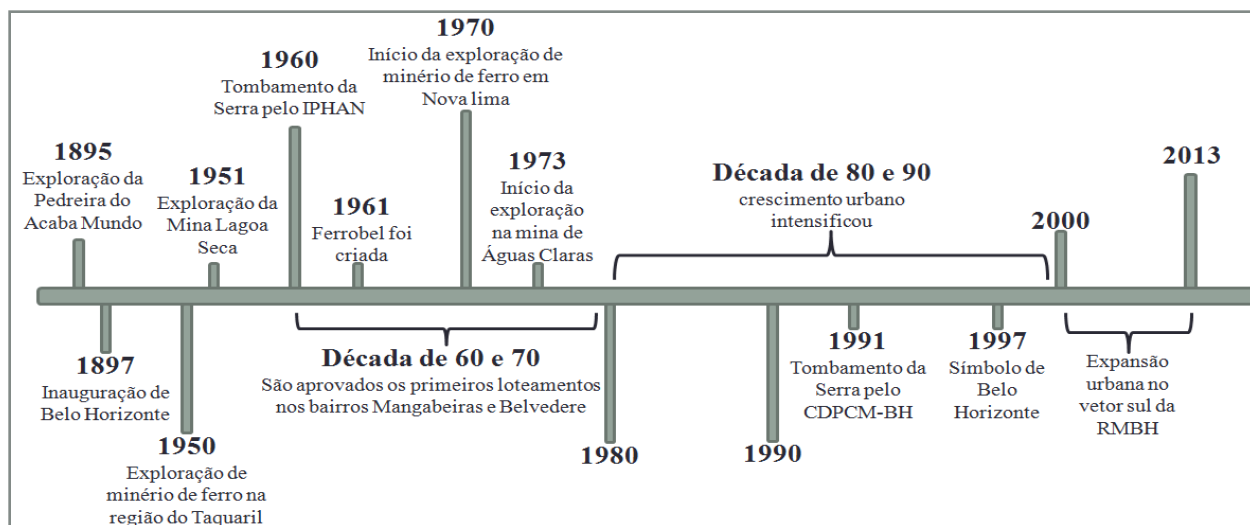 1895
Exploração da
Pedreira do
Acaba Mundo
1897
Inauguração de
Belo Horizonte
1950
Exploração de
minério de ferro na
região do Taquaril
1951
Exploração da
Mina Lagoa
Seca
1960
Tombamento da
Serra pelo IPHAN
1961
Ferrobel foi
criada
Década de 60 e 70
São aprovados os primeiros loteamentos
nos bairros Mangabeiras e Belvedere
1970
Início da exploração de
minério de ferro em
Nova lima
1973
Início da
exploração
na mina de
Águas Claras
1980
Década de 80 e 90
crescimento urbano
intensificou
1990
1991
Tombamento da
Serra pelo
CDPCM-BH
1997
Símbolo de
Belo
Horizonte
2000
Expansão
urbana no
vetor sul da
RMBH
2013